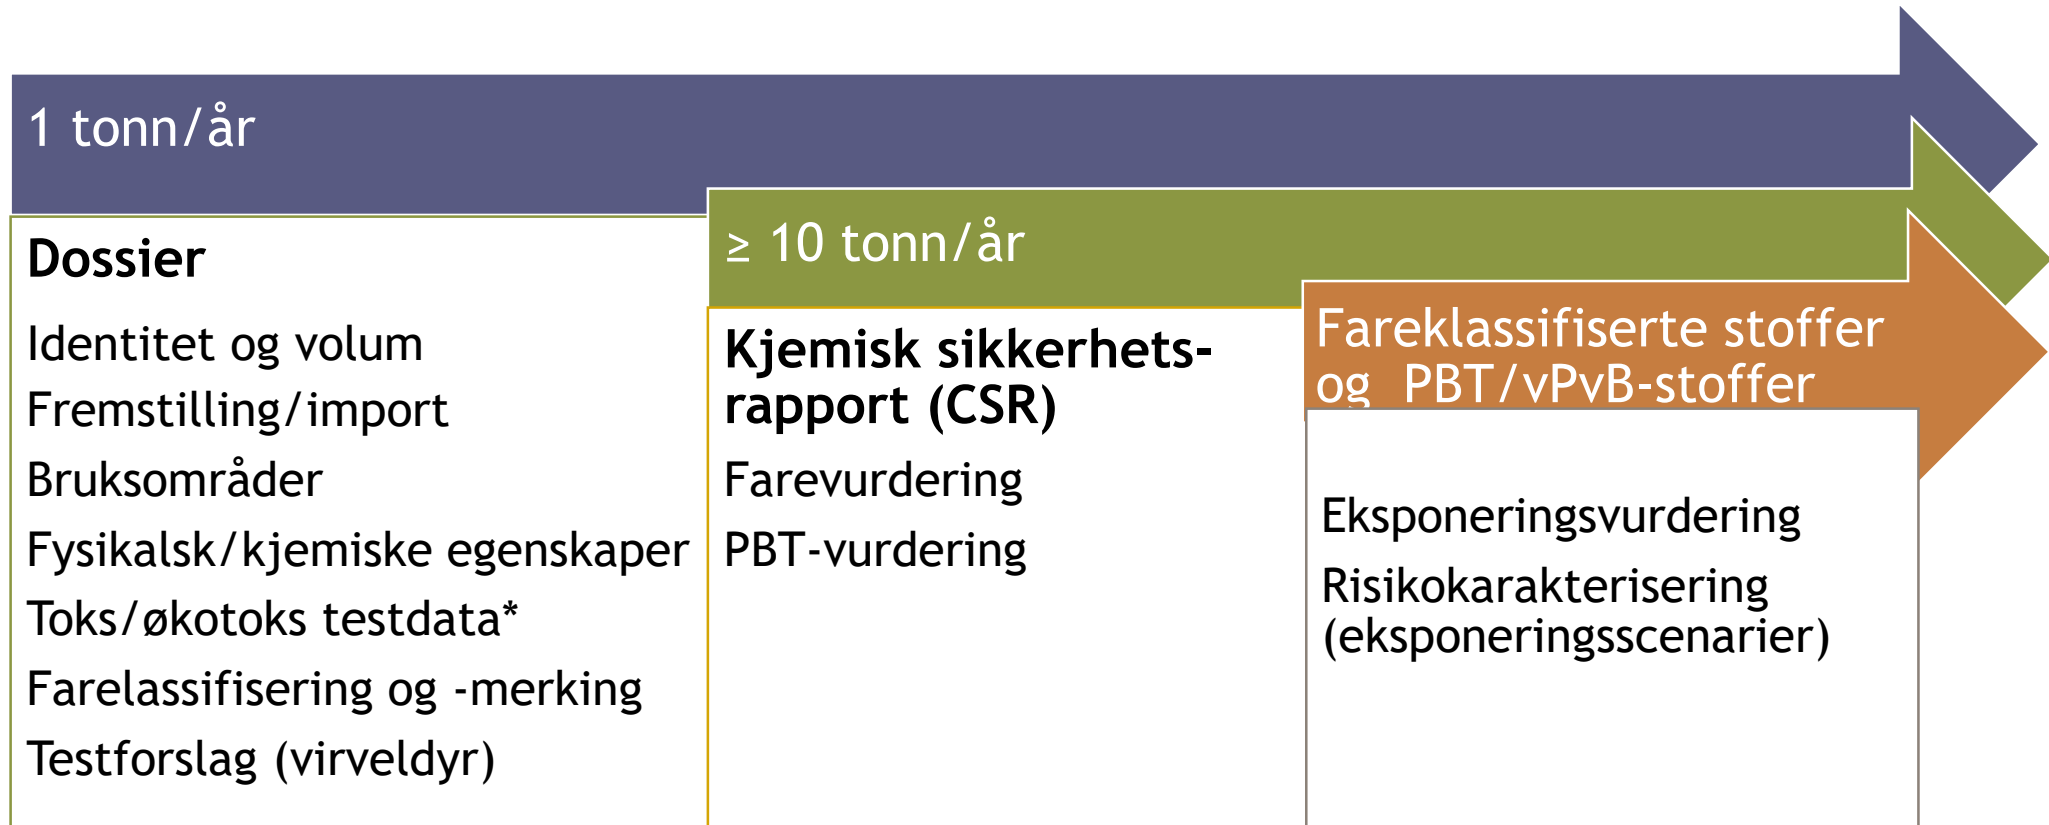 1 tonn/år
Dossier
Identitet og volum
Fremstilling/import
Bruksområder
Fysikalsk/kjemiske egenskaper
Toks/økotoks testdata*
Farelassifisering og -merking
Testforslag (virveldyr)
≥ 10 tonn/år
Kjemisk sikkerhets-
rapport (CSR)
Farevurdering
PBT-vurdering
Fareklassifiserte stoffer
og PBT/vPvB-stoffer
Eksponeringsvurdering
Risikokarakterisering
(eksponeringsscenarier)